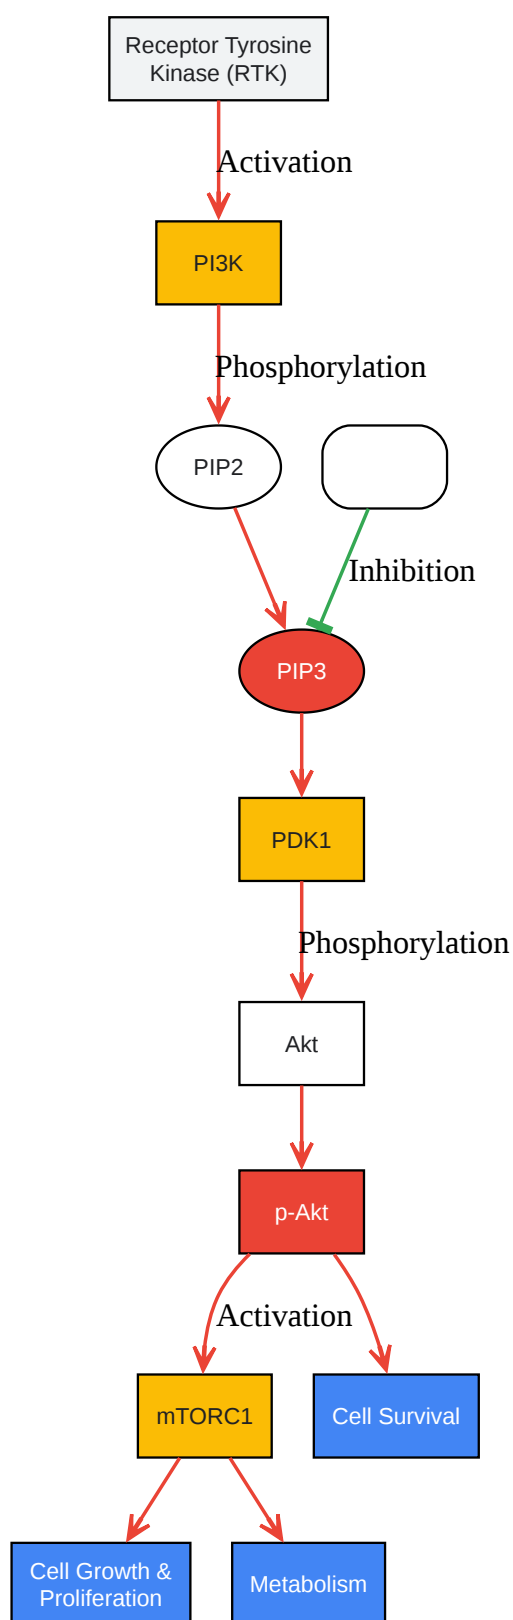 Receptor Tyrosine
Kinase (RTK)
Activation
PI3K
Phosphorylation
PIP2
Inhibition
PIP3
PDK1
Phosphorylation
Akt
p-Akt
Activation
mTORC1
Cell Survival
Cell Growth &
Proliferation
Metabolism